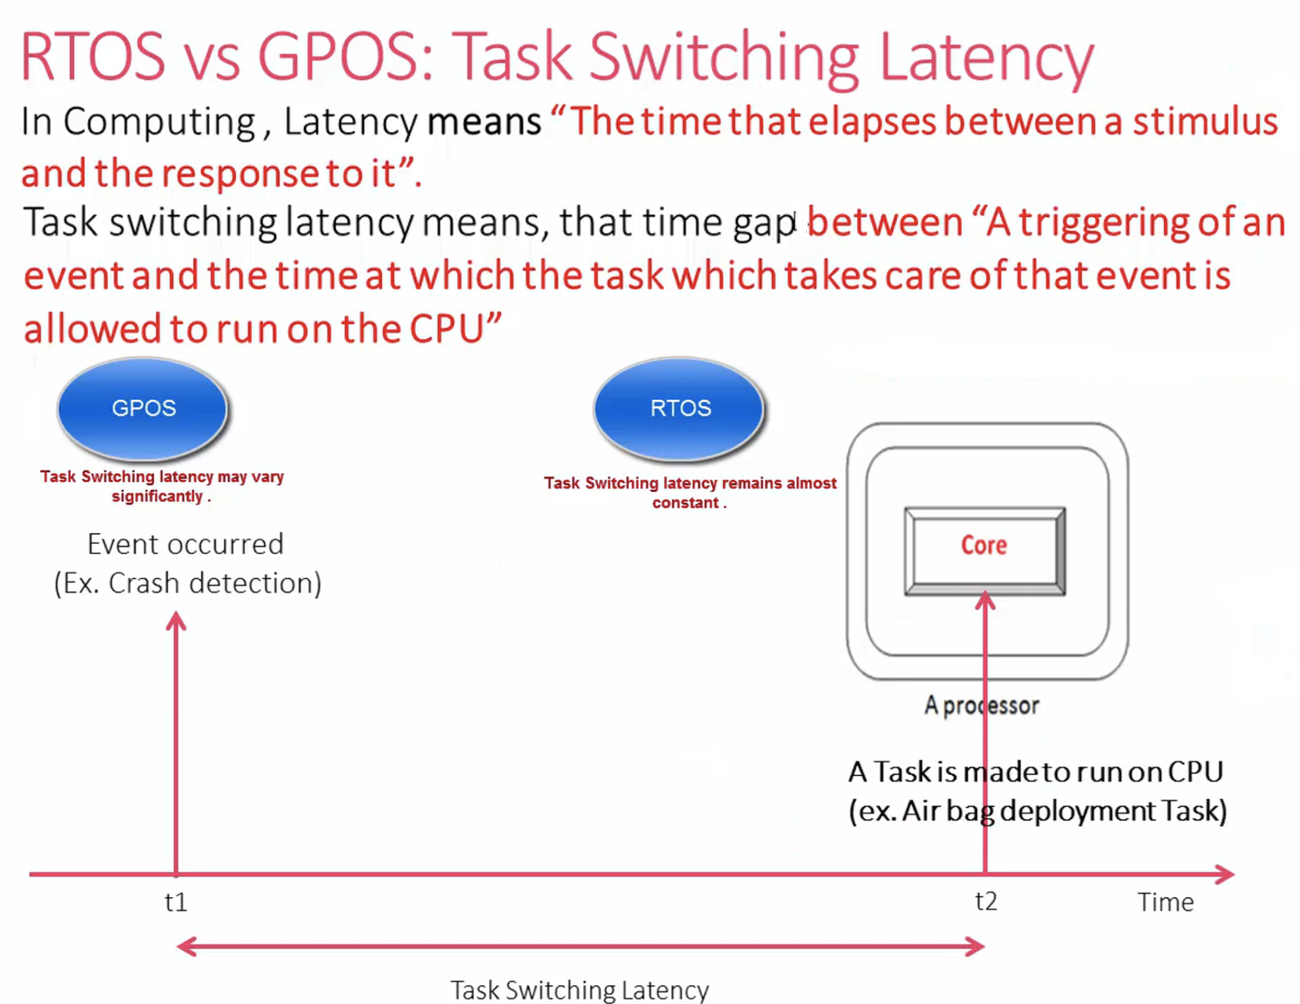 RTOS vs GPOS: Task Switching Latency
In Computing , Latency means “The time that elapses between a stimulus
and the response to it”.
Task switching latency means, that time gap between “A triggering of an
event and the time at which the task which takes care of that event is
allowed to run on the CPU”
GPOS
Task Switching latency may vary
significantly .
RTOS
Task Switching latency remains almost
constant .
Event occurred
(Ex. Crash detection)
Core
A processor
A Task is made to run on CPU
(ex. Air bag deployment Task)
t1
t2
Time
Task Switching Latency